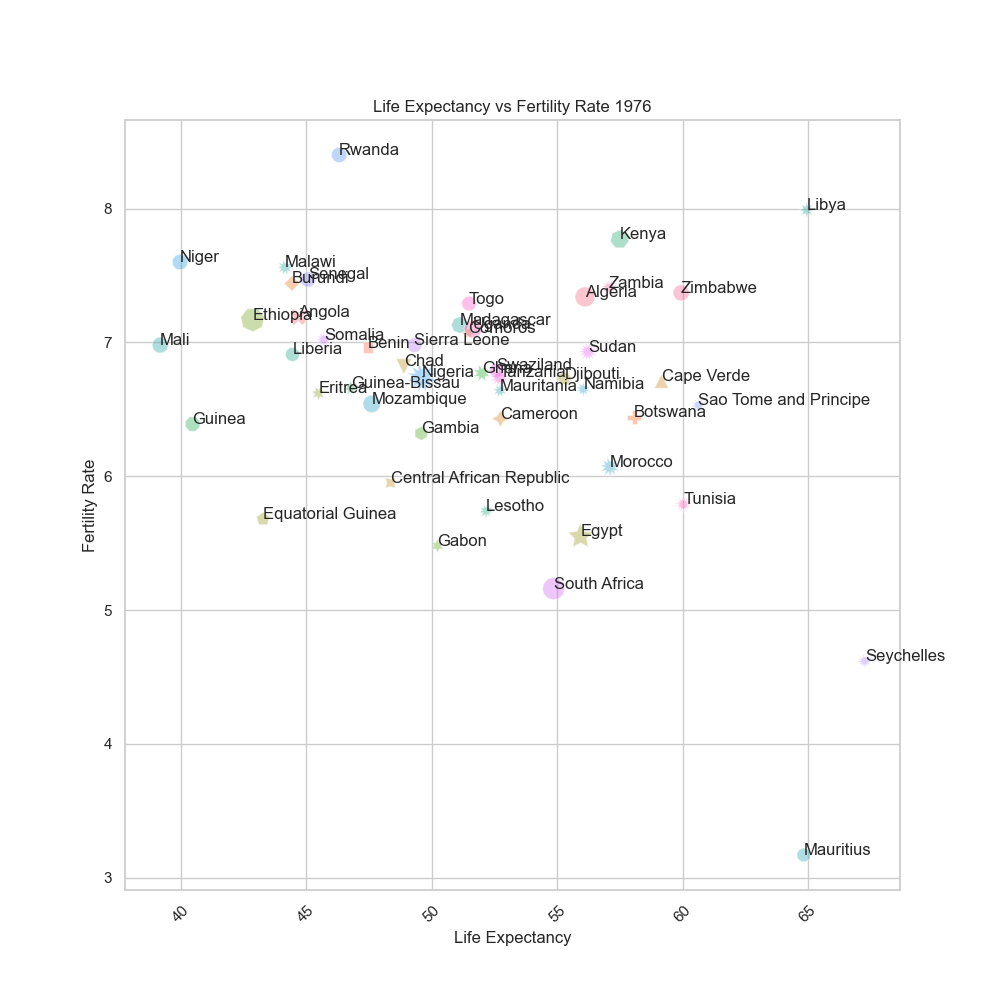 Life Expectancy vs Fertility Rate 1976
Rwanda
Libya
8
Kenya
Niger
Malawi
Senegal
Burundi
Zambia
Algeria
Zimbabwe
Togo
Ethiopia
Angola
Madagascar
Uganda
Comoros
7
Mali
Somalia
Benin
Sierra Leone
Liberia
Sudan
Chad
Nigeria
Ghana
Swaziland
Tanzania
Djibouti
Cape Verde
Eritrea
Guinea-Bissau
Mauritania
Namibia
Mozambique
Sao Tome and Principe
Guinea
Cameroon
Botswana
Gambia
Morocco
6
Central African Republic
Tunisia
Equatorial Guinea
Lesotho
Gabon
Egypt
South Africa
5
Seychelles
4
Mauritius
3
Fertility Rate
40
45
50
55
60
65
Life Expectancy